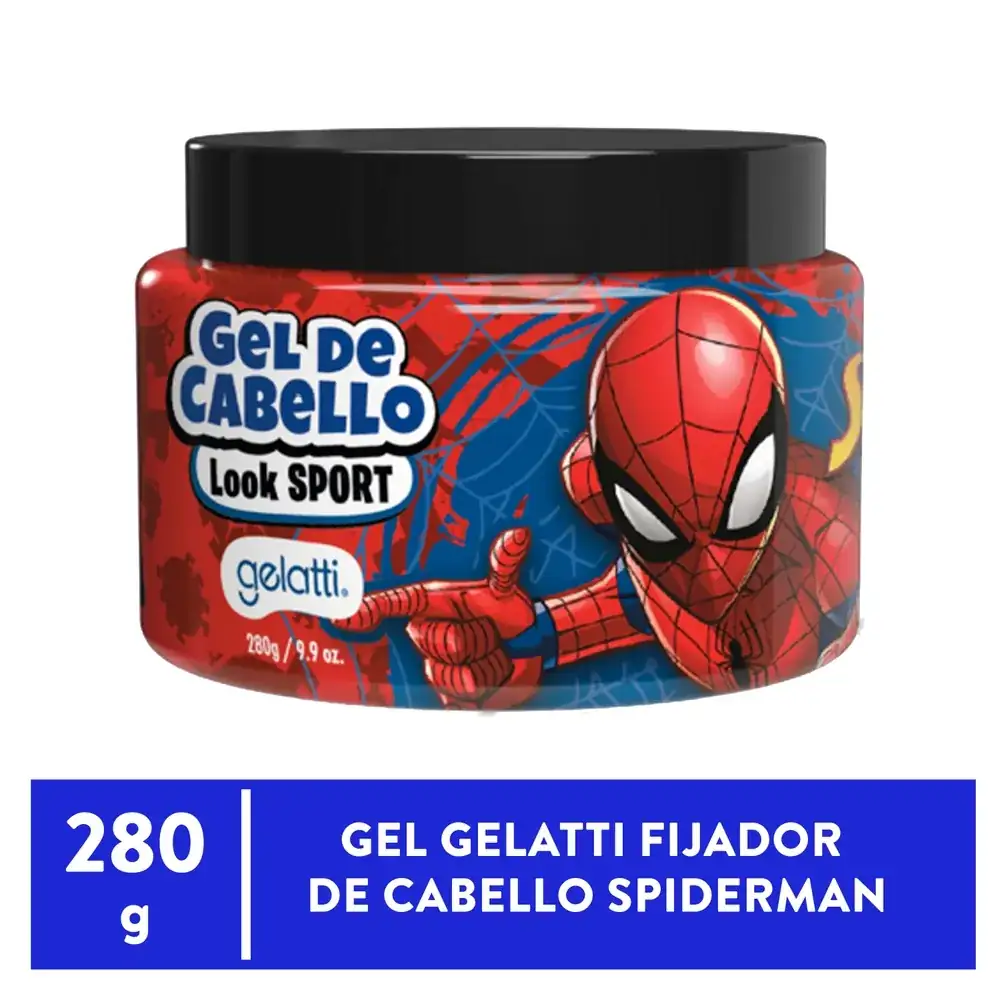 GEL DE
CABELLO
Look SPORT
gelatti®
280g / 9.9 oz.
280
g
GEL GELATTI FIJADOR
DE CABELLO SPIDERMAN